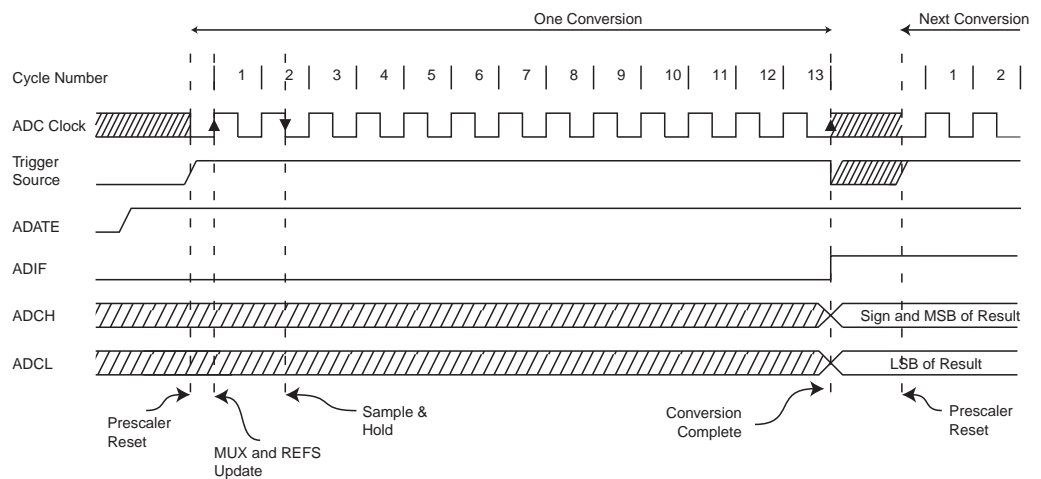 One Conversion
Next Conversion
Cycle Number
1 2 3 4 5 6 7 8 9 10 11 12 13
1 2
ADC Clock
Trigger
Source
ADATE
ADIF
ADCH
Sign and MSB of Result
ADCL
LSB of Result
Prescaler
Reset
MUX and REFS
Update
Sample &
Hold
Conversion
Complete
Prescaler
Reset